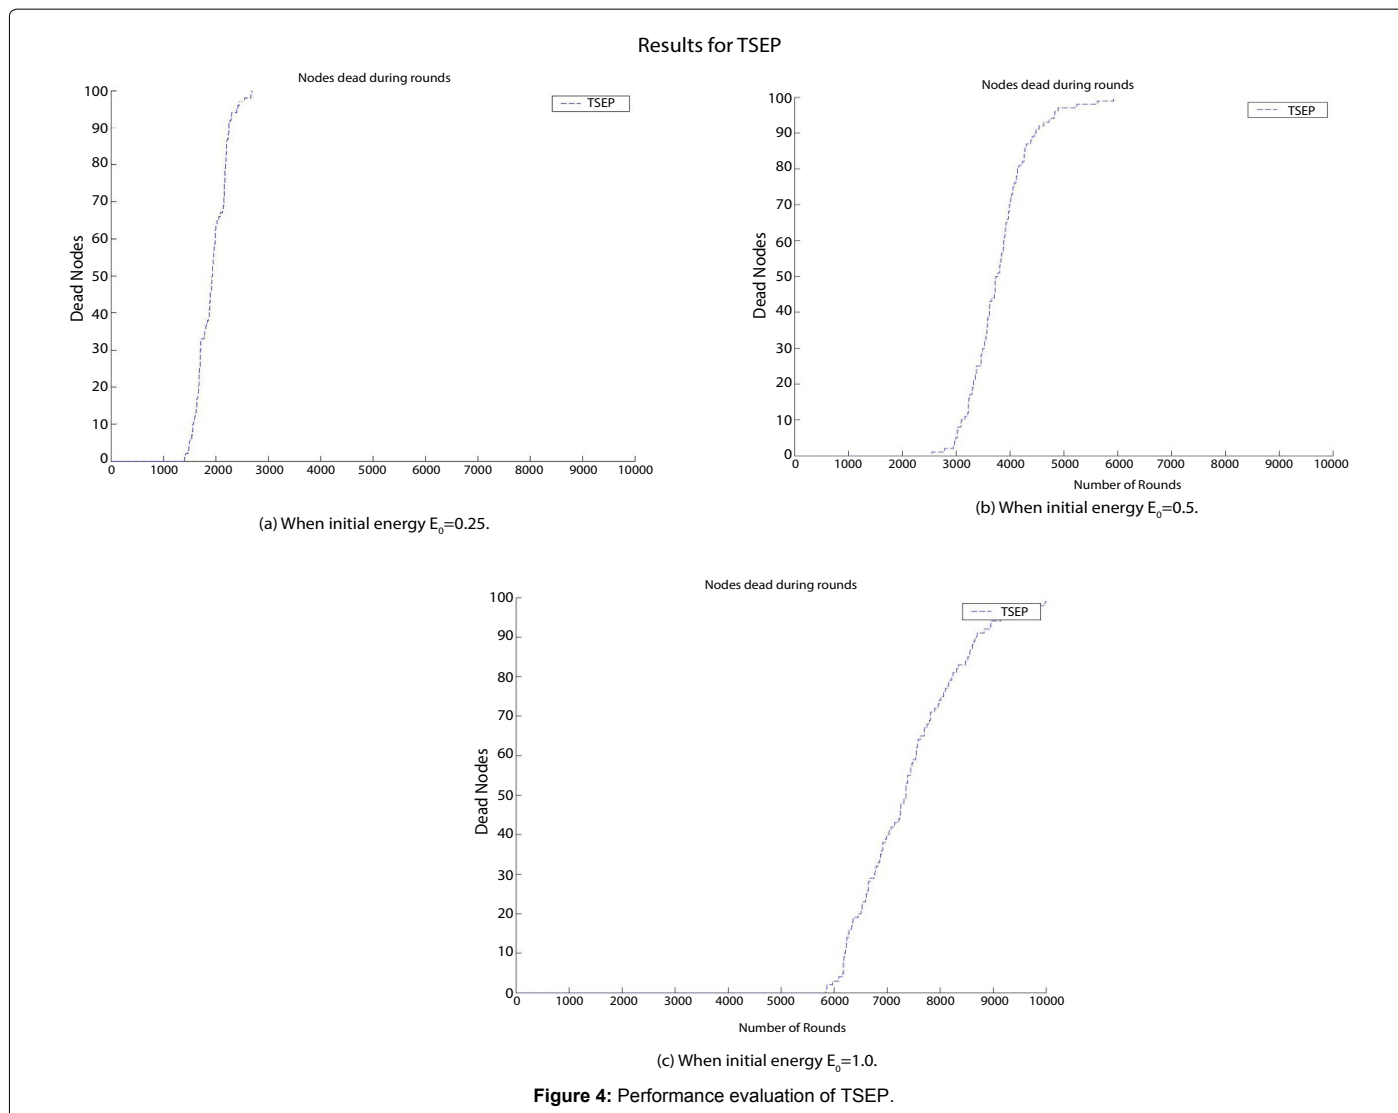 Results for TSEP
Nodes dead during rounds
TSEP
100
90
80
70
60
50
40
30
20
10
0
Dead Nodes
0 1000 2000 3000 4000 5000 6000 7000 8000 9000 10000
(a) When initial energy E0=0.25.
Nodes dead during rounds
TSEP
100
90
80
70
60
50
40
30
20
10
0
Dead Nodes
0 1000 2000 3000 4000 5000 6000 7000 8000 9000 10000
Number of Rounds
(b) When initial energy E0=0.5.
Nodes dead during rounds
TSEP
100
90
80
70
60
50
40
30
20
10
0
Dead Nodes
0 1000 2000 3000 4000 5000 6000 7000 8000 9000 10000
Number of Rounds
(c) When initial energy E0=1.0.
Figure 4: Performance evaluation of TSEP.